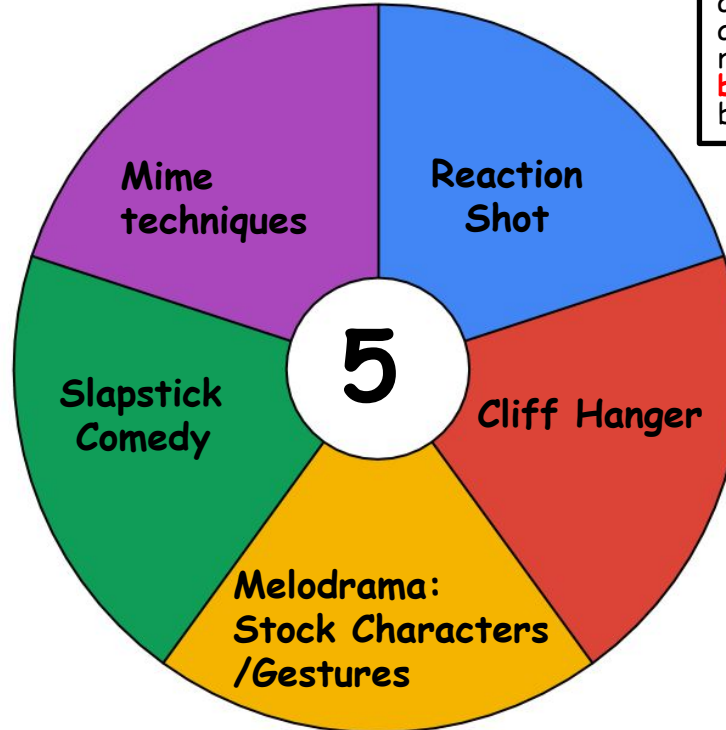 Mime
techniques
Reaction
Shot
5
Slapstick
Comedy
Cliff Hanger
Melodrama:
Stock Characters
/Gestures